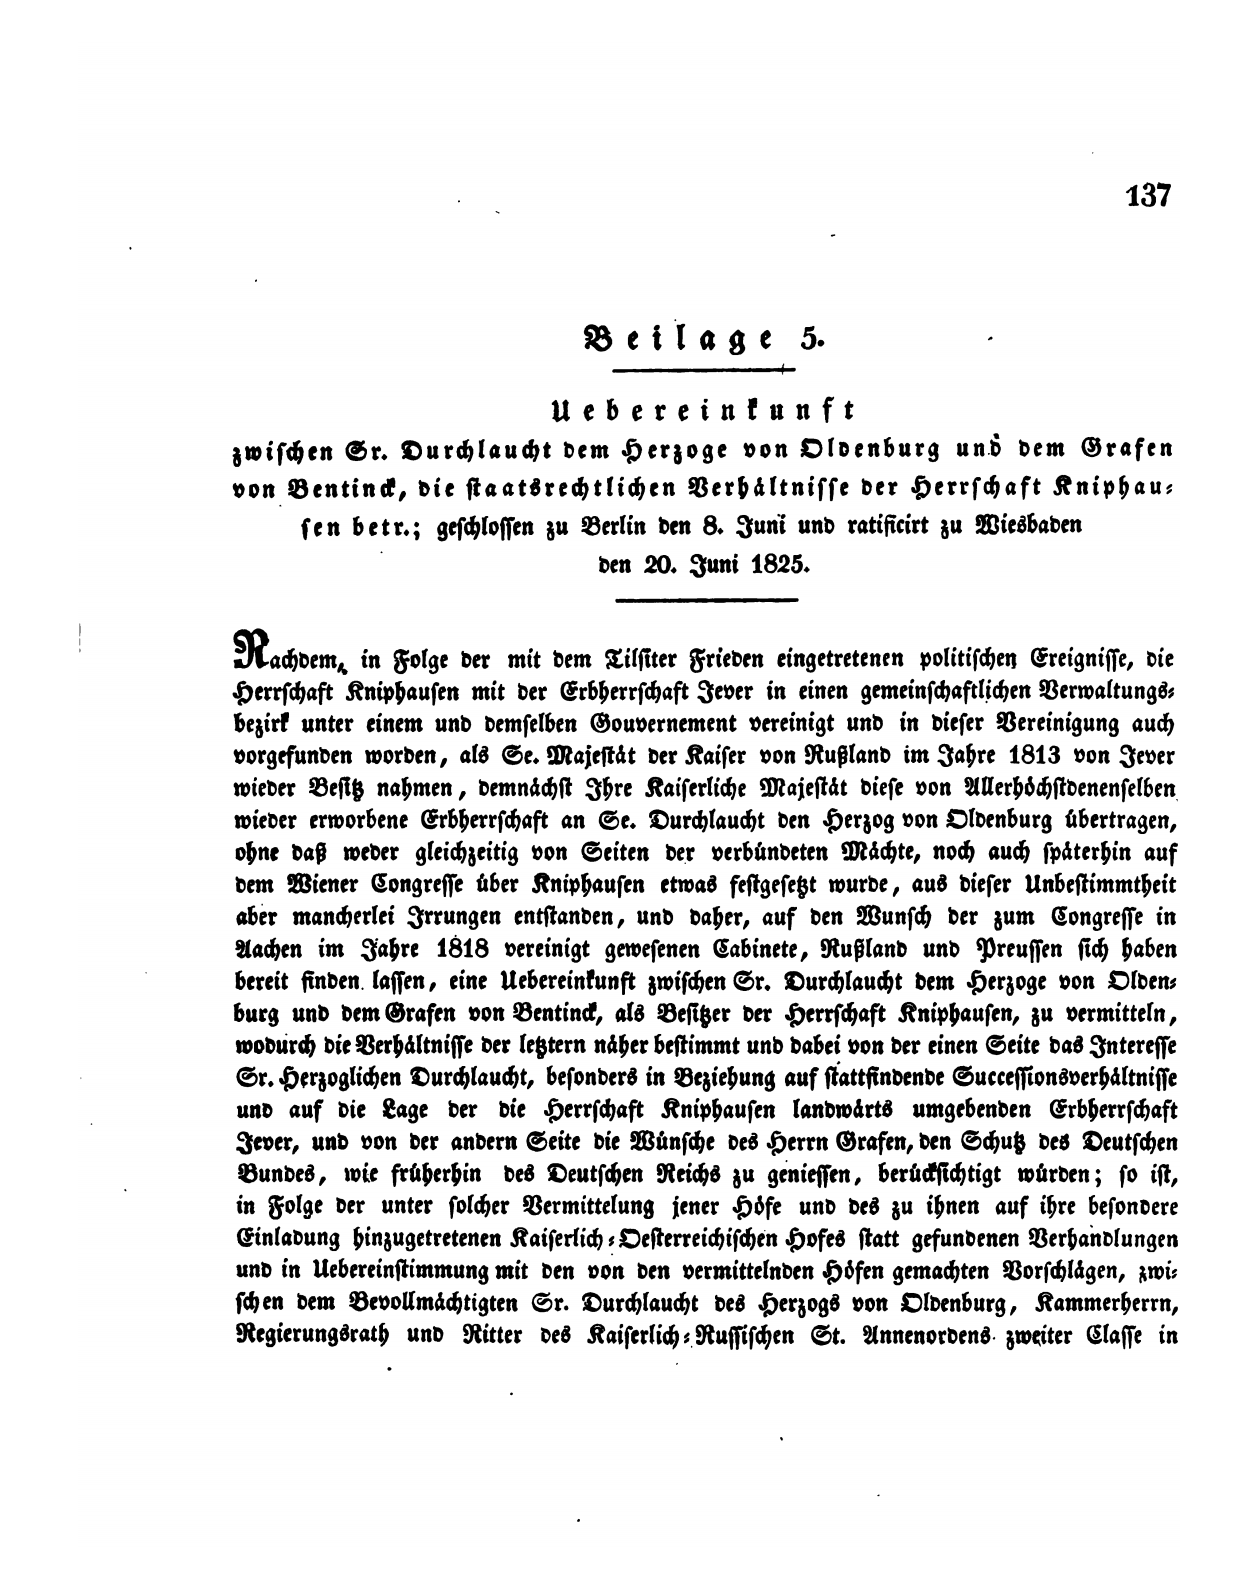 137
Beilage 5.
Uebereinkunft
zwischen Sr. Durchlaucht dem Herzoge von Oldenburg und dem Grafen
von Bentinck, die staatsrechtlichen Verhältnisse der Herrschaft Kniphau-
sen betr.; geschlossen zu Berlin den 8. Juni und ratificirt zu Wiesbaden
den 20. Juni 1825.
Nachdem, in Folge der mit dem Tilsiter Frieden eingetretenen politischen Ereignisse, die
Herrschaft Kniphausen mit der Erbherrschaft Jever in einen gemeinschaftlichen Verwaltungs-
bezirk unter einem und demselben Gouvernement vereinigt und in dieser Vereinigung auch
vorgefunden worden, als Se. Majestät der Kaiser von Rußland im Jahre 1813 von Jever
wieder Besitz nahmen, demnächst Ihre Kaiserliche Majestät diese von Allerhöchstdenenselben
wieder erworbene Erbherrschaft an Se. Durchlaucht den Herzog von Oldenburg übertragen,
ohne daß weder gleichzeitig von Seiten der verbündeten Mächte, noch auch späterhin auf
dem Wiener Congresse über Kniphausen etwas festgesetzt wurde, aus dieser Unbestimmtheit
aber mancherlei Irrungen entstanden, und daher, auf den Wunsch der zum Congresse in
Aachen im Jahre 1818 vereinigt gewesenen Cabinete, Rußland und Preussen sich haben
bereit finden lassen, eine Uebereinkunft zwischen Sr. Durchlaucht dem Herzoge von Olden-
burg und dem Grafen von Bentinck, als Besitzer der Herrschaft Kniphausen, zu vermitteln,
wodurch die Verhältnisse der letztern näher bestimmt und dabei von der einen Seite das Interesse
Sr. Herzoglichen Durchlaucht, besonders in Beziehung auf stattfindende Successionsverhältnisse
und auf die Lage der die Herrschaft Kniphausen landwärts umgebenden Erbherrschaft
Jever, und von der andern Seite die Wünsche des Herrn Grafen, den Schutz des Deutschen
Bundes, wie früherhin des Deutschen Reichs zu geniessen, berücksichtigt würden; so ist,
in Folge der unter solcher Vermittelung jener Höfe und des zu ihnen auf ihre besondere
Einladung hinzugetretenen Kaiserlich-Oesterreichischen Hofes statt gefundenen Verhandlungen
und in Uebereinstimmung mit den von den vermittelnden Höfen gemachten Vorschlägen, zwi-
schen dem Bevollmächtigten Sr. Durchlaucht des Herzogs von Oldenburg, Kammerherrn,
Regierungsrath und Ritter des Kaiserlich-Russischen St. Annenordens zweiter Classe in